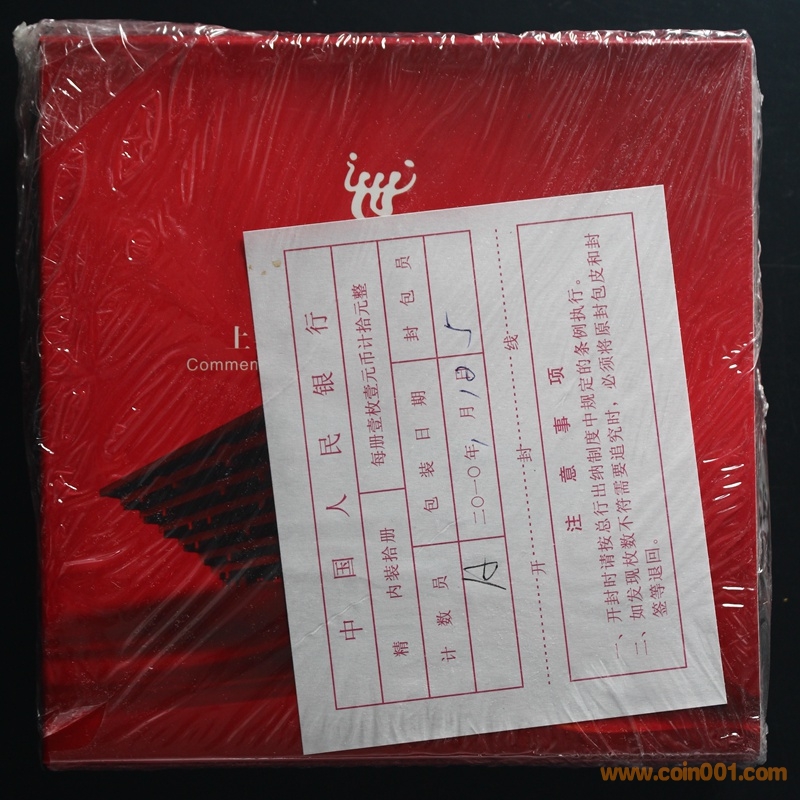 上
Commen
中国人民银行
精 内装拾册 每册壹枚壹元币计拾元整
计数员 包装日期 封包员
二〇一〇年1月18日
开封线
注意事项
一、开封时请按总行出纳制度中规定的条例执行。
二、如发现枚数不符需要追究时，必须将原封包皮和封
签等退回。
www.coin001.com